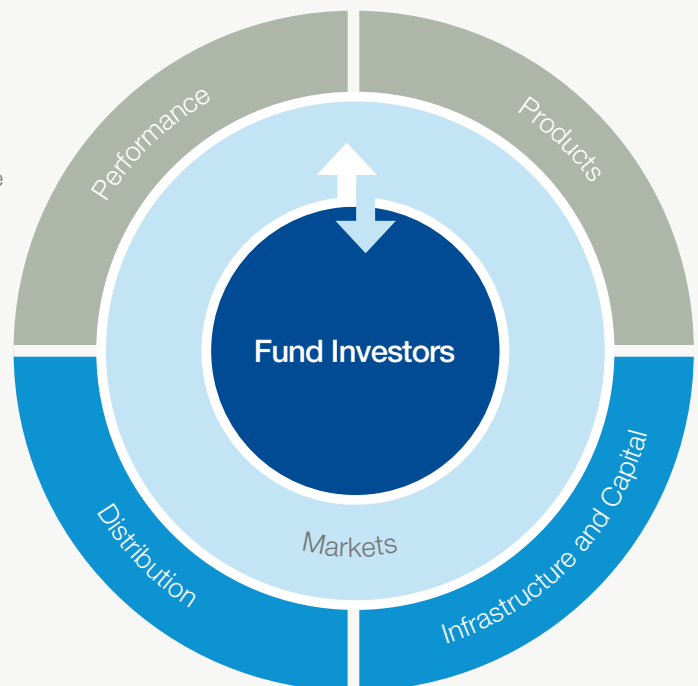 Performance
Products
Fund Investors
Markets
Distribution
Infrastructure and Capital